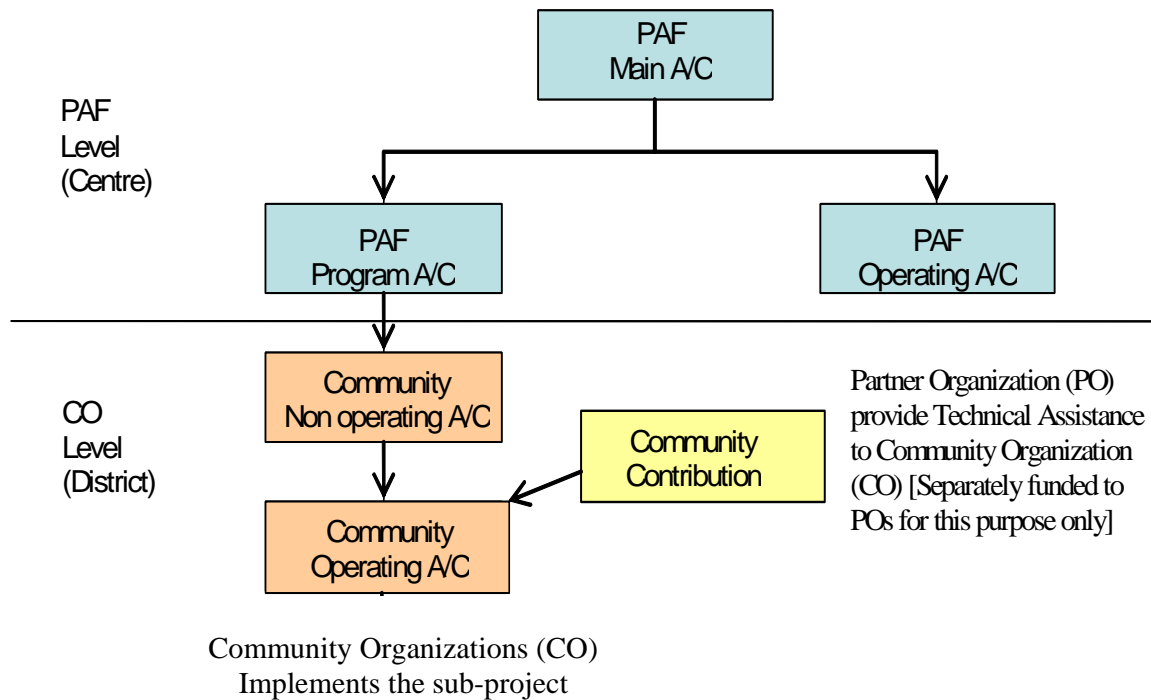 PAF
Main A/C
PAF
Level
(Centre)
PAF
Program A/C
PAF
Operating A/C
Community
Non operating A/C
CO
Level
(District)
Community
Contribution
Partner Organization (PO)
provide Technical Assistance
to Community Organization
(CO) [Separately funded to
POs for this purpose only]
Community
Operating A/C
Community Organizations (CO)
Implements the sub-project